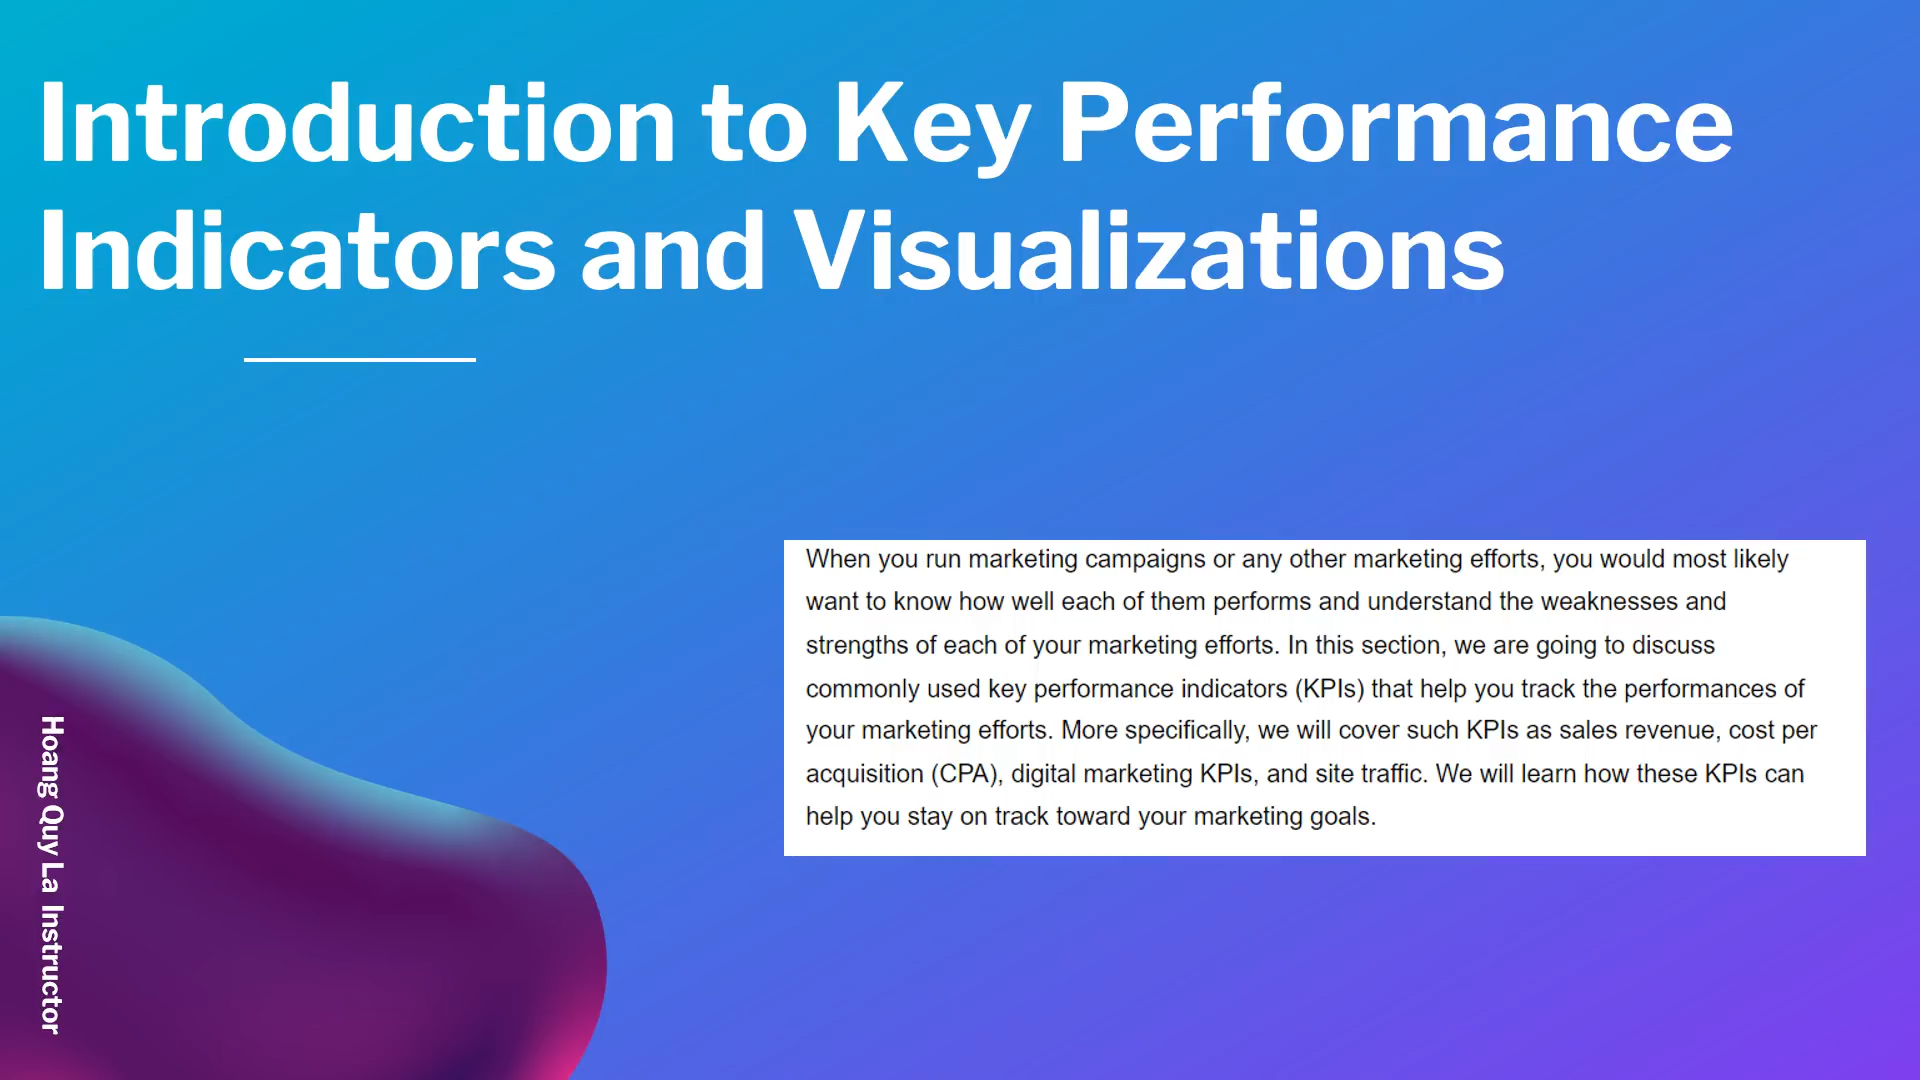 Introduction to Key Performance
Indicators and Visualizations
When you run marketing campaigns or any other marketing efforts, you would most likely
want to know how well each of them performs and understand the weaknesses and
strengths of each of your marketing efforts. In this section, we are going to discuss
commonly used key performance indicators (KPIs) that help you track the performances of
your marketing efforts. More specifically, we will cover such KPIs as sales revenue, cost per
acquisition (CPA), digital marketing KPIs, and site traffic. We will learn how these KPIs can
help you stay on track toward your marketing goals.
Hoang Quy La Instructor